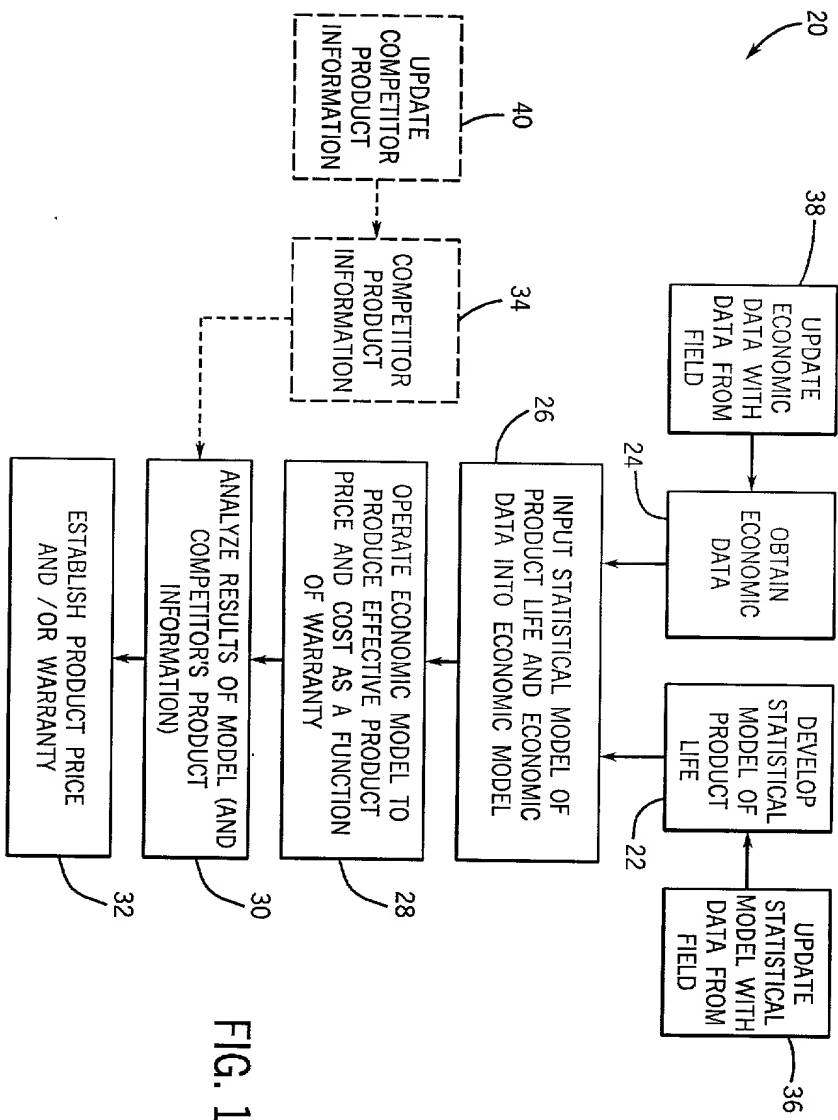 20
38
UPDATE
ECONOMIC
DATA WITH
DATA FROM
FIELD
24
OBTAIN
ECONOMIC
DATA
DEVELOP
STATISTICAL
MODEL OF
PRODUCT
LIFE
22
UPDATE
STATISTICAL
MODEL WITH
DATA FROM
FIELD
36
26
INPUT STATISTICAL MODEL OF
PRODUCT LIFE AND ECONOMIC
DATA INTO ECONOMIC MODEL
40
UPDATE
COMPETITOR
PRODUCT
INFORMATION
34
COMPETITOR
PRODUCT
INFORMATION
OPERATE ECONOMIC MODEL TO
PRODUCE EFFECTIVE PRODUCT
PRICE AND COST AS A FUNCTION
OF WARRANTY
28
ANALYZE RESULTS OF MODEL (AND
COMPETITOR'S PRODUCT
INFORMATION)
30
ESTABLISH PRODUCT PRICE
AND /OR WARRANTY
32
FIG. 1